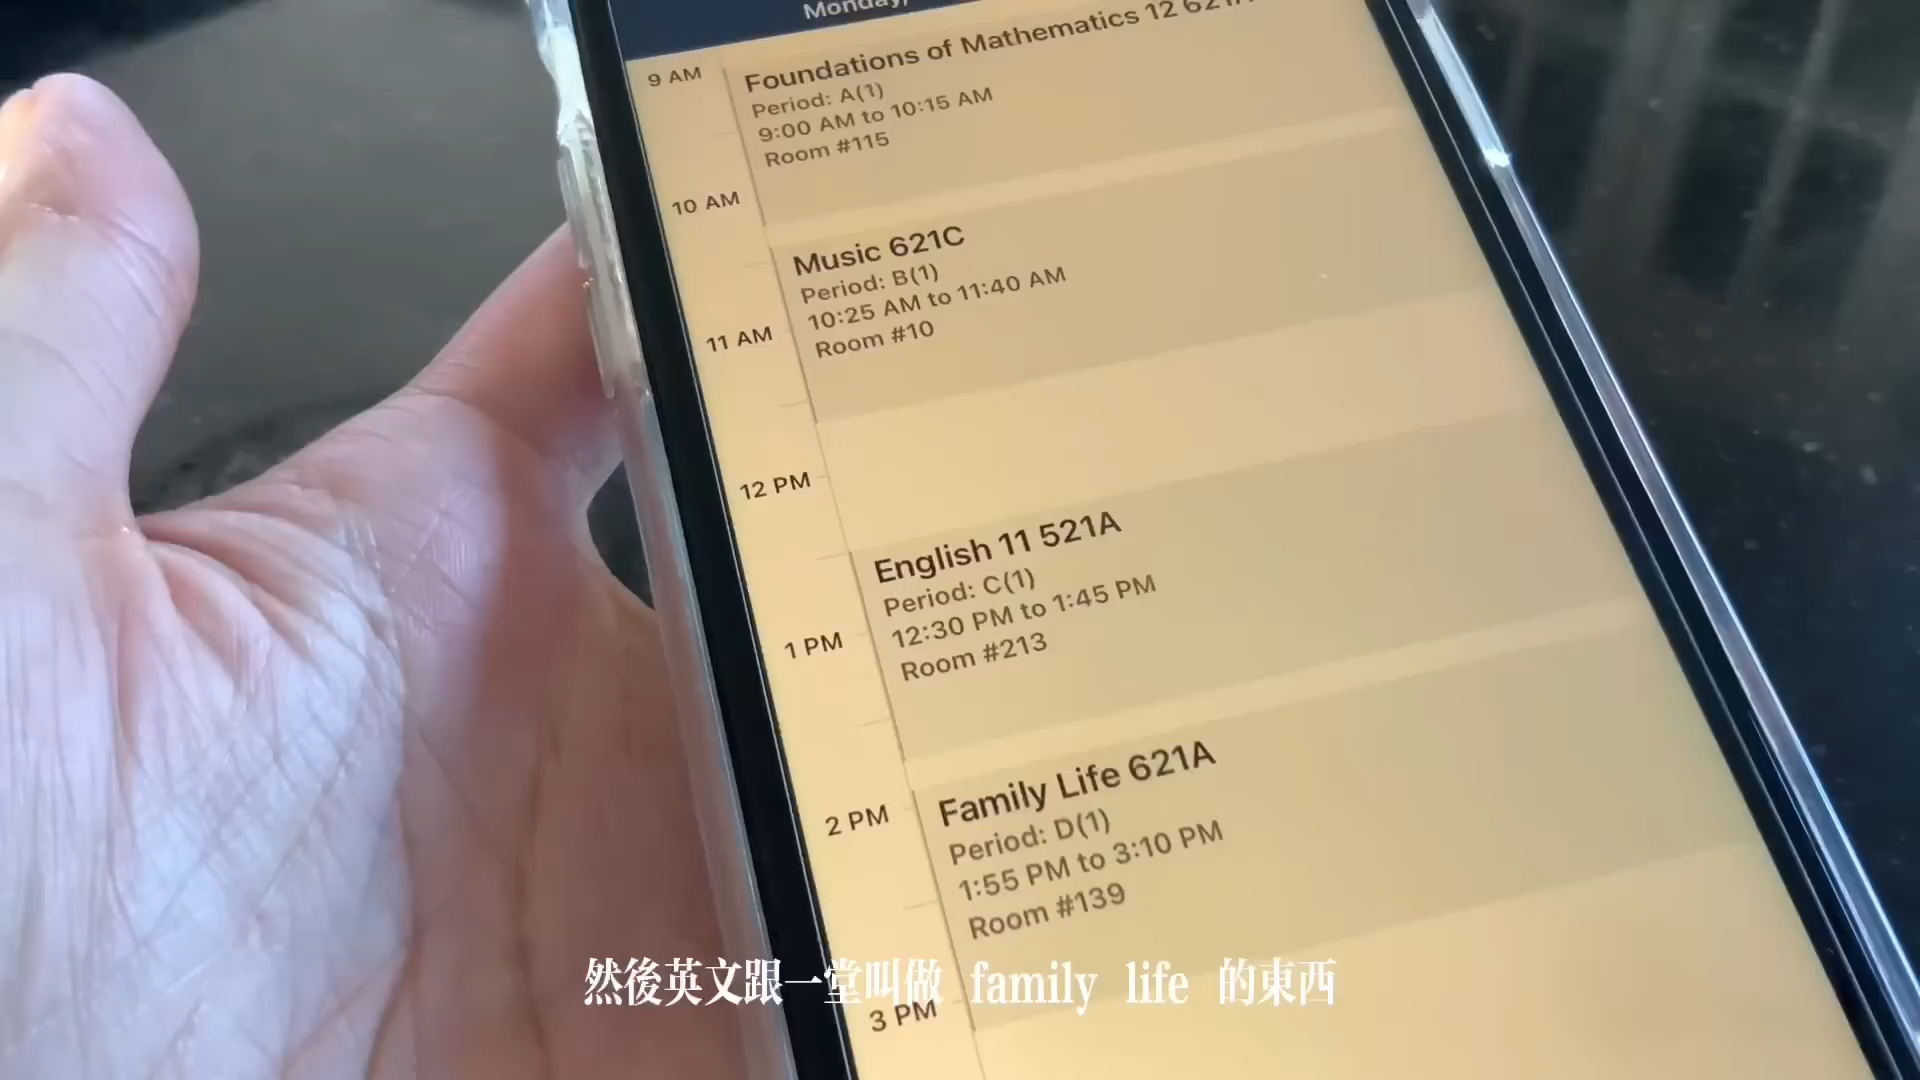 Monday,
9 AM
Foundations of Mathematics 12 621A
Period: A(1)
9:00 AM to 10:15 AM
Room #115
10 AM
Music 621C
Period: B(1)
10:25 AM to 11:40 AM
Room #10
11 AM
12 PM
English 11 521A
Period: C(1)
12:30 PM to 1:45 PM
Room #213
1 PM
Family Life 621A
Period: D(1)
1:55 PM to 3:10 PM
Room #139
2 PM
然後英文跟一堂叫做 family life 的東西
3 PM